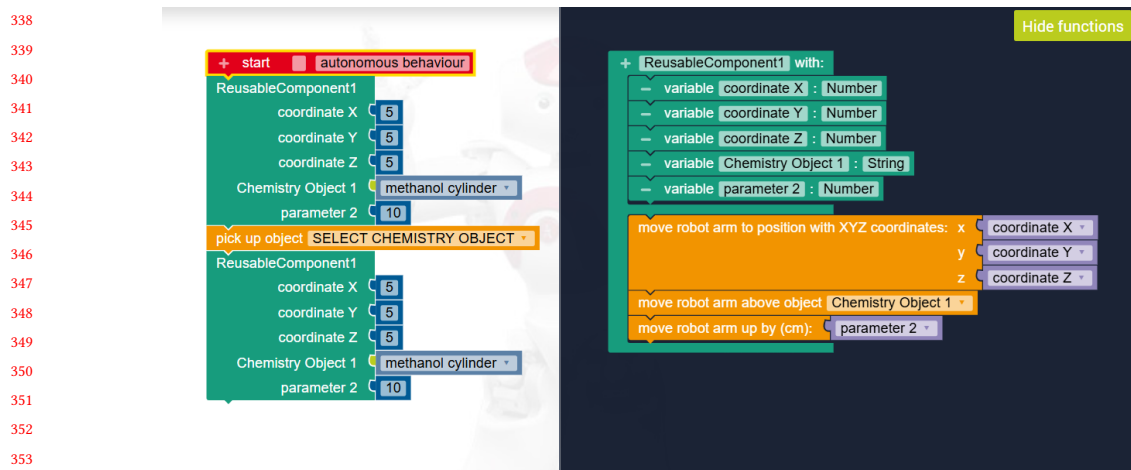 338
339
340
341
342
343
344
345
346
347
348
349
350
351
352
353
+ start autonomous behaviour
ReusableComponent1
coordinate X 5
coordinate Y 5
coordinate Z 5
Chemistry Object 1 methanol cylinder
parameter 2 10
pick up object SELECT CHEMISTRY OBJECT
ReusableComponent1
coordinate X 5
coordinate Y 5
coordinate Z 5
Chemistry Object 1 methanol cylinder
parameter 2 10
Hide functions
+ ReusableComponent1 with:
− variable coordinate X : Number
− variable coordinate Y : Number
− variable coordinate Z : Number
− variable Chemistry Object 1 : String
− variable parameter 2 : Number
move robot arm to position with XYZ coordinates: x coordinate X
y coordinate Y
z coordinate Z
move robot arm above object Chemistry Object 1
move robot arm up by (cm): parameter 2